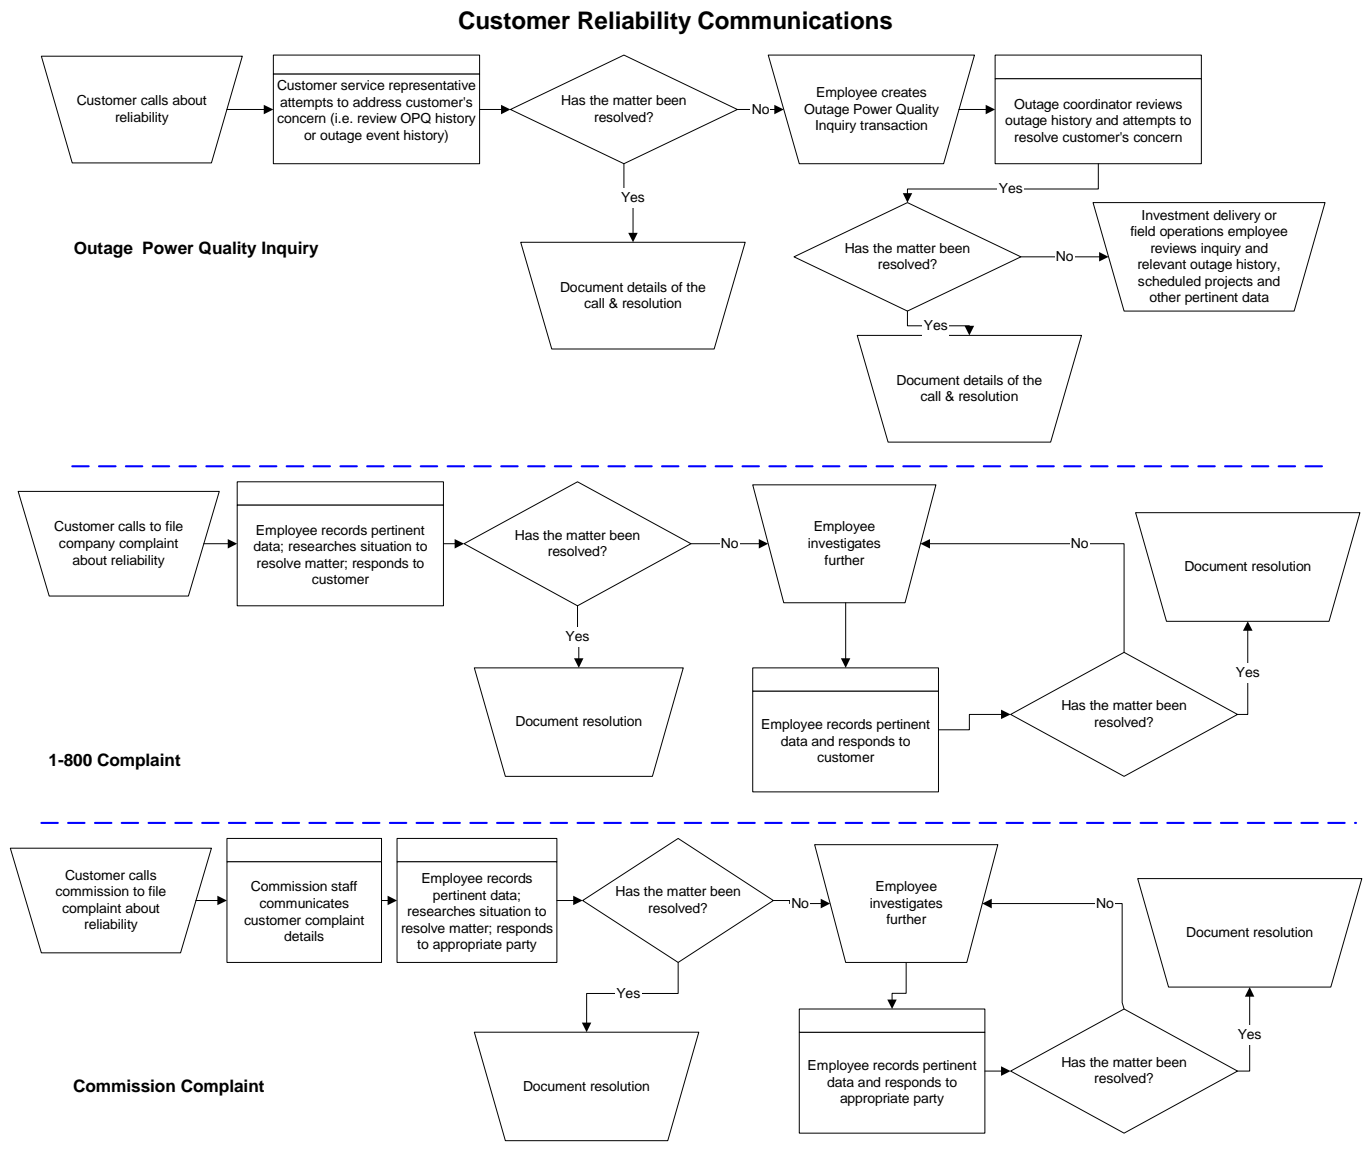 Customer Reliability Communications
Customer calls about
reliability
Customer service representative
attempts to address customer's
concern (i.e. review OPQ history
or outage event history)
Has the matter been
resolved?
No
Employee creates
Outage Power Quality
Inquiry transaction
Outage coordinator reviews
outage history and attempts to
resolve customer's concern
Yes
Yes
Document details of the
call & resolution
Has the matter been
resolved?
No
Investment delivery or
field operations employee
reviews inquiry and
relevant outage history,
scheduled projects and
other pertinent data
Yes
Document details of the
call & resolution
Outage  Power Quality Inquiry
Customer calls to file
company complaint
about reliability
Employee records pertinent
data; researches situation to
resolve matter; responds to
customer
Has the matter been
resolved?
No
Employee
investigates
further
No
Document resolution
Yes
Document resolution
Employee records pertinent
data and responds to
customer
Has the matter been
resolved?
Yes
1-800 Complaint
Customer calls
commission to file
complaint about
reliability
Commission staff
communicates
customer complaint
details
Employee records
pertinent data;
researches situation to
resolve matter; responds
to appropriate party
Has the matter been
resolved?
No
Employee
investigates
further
No
Document resolution
Yes
Document resolution
Employee records pertinent
data and responds to
appropriate party
Has the matter been
resolved?
Yes
Commission Complaint